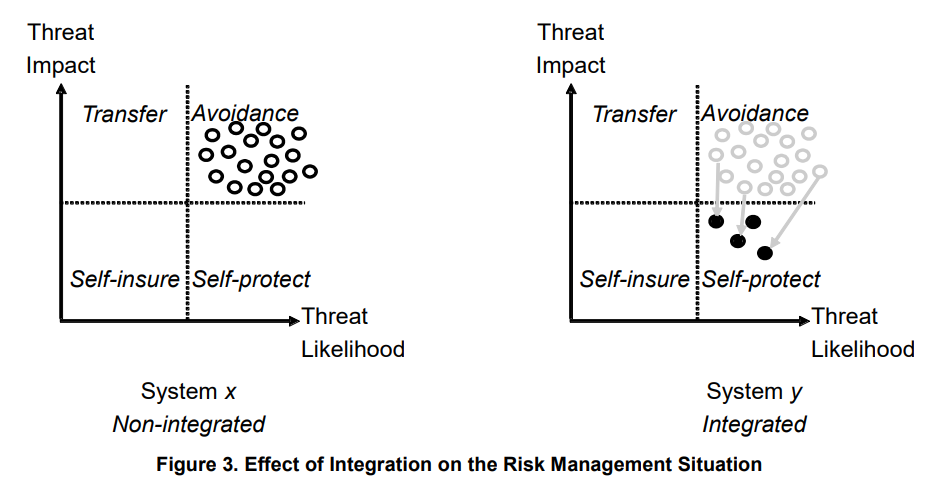 Threat
Impact
Transfer
Avoidance
Self-insure
Self-protect
Threat
Likelihood
System x
Non-integrated
Threat
Impact
Transfer
Avoidance
Self-insure
Self-protect
Threat
Likelihood
System y
Integrated
Figure 3. Effect of Integration on the Risk Management Situation